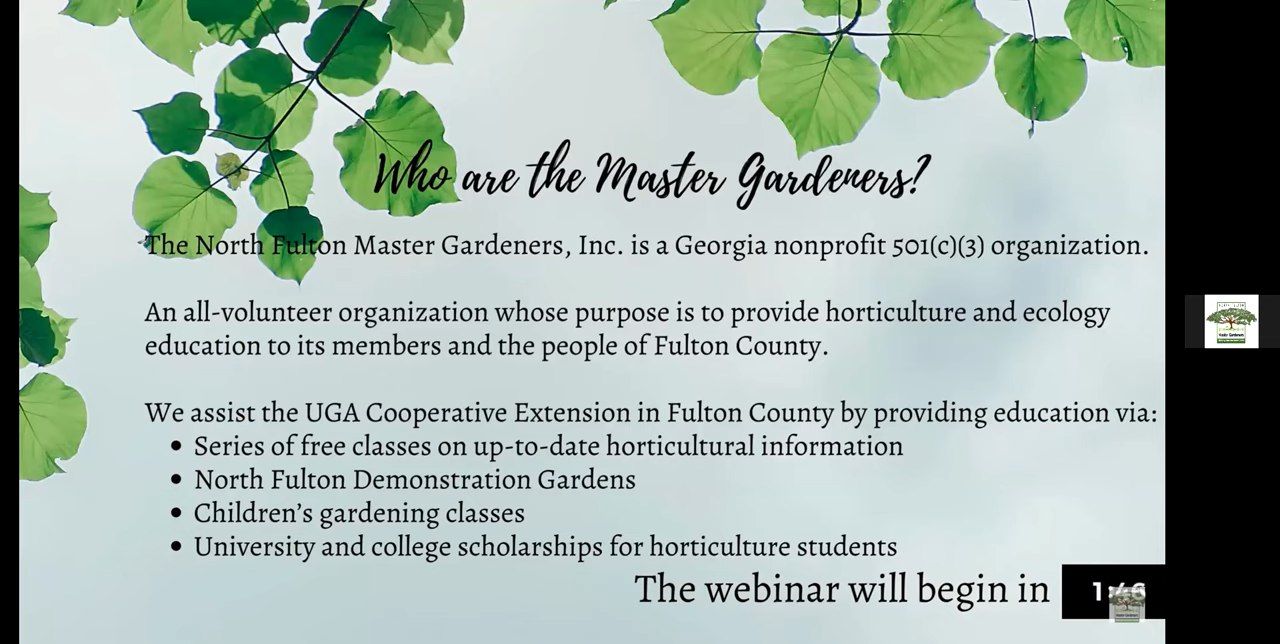 Who are the Master Gardeners?
The North Fulton Master Gardeners, Inc. is a Georgia nonprofit 501(c)(3) organization.
An all-volunteer organization whose purpose is to provide horticulture and ecology
education to its members and the people of Fulton County.
We assist the UGA Cooperative Extension in Fulton County by providing education via:
• Series of free classes on up-to-date horticultural information
• North Fulton Demonstration Gardens
• Children's gardening classes
• University and college scholarships for horticulture students
The webinar will begin in 1:46